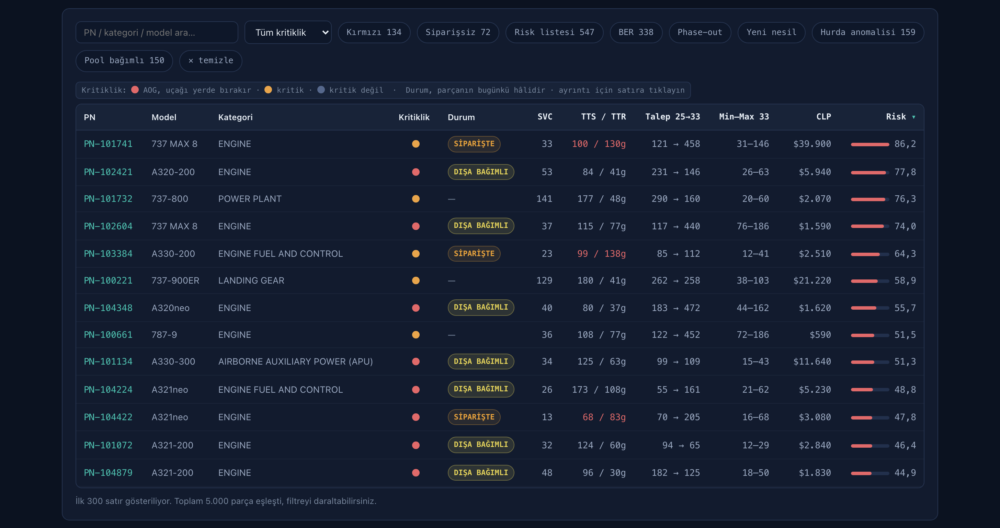 PN / kategori / model ara... Tüm kritiklik Kırmızı 134 Siparişsiz 72 Risk listesi 547 BER 338 Phase—out Yeni nesil Hurda anomalisi 159
Pool bağımlı 150 × temizle
Kritiklik: AOG, uçağı yerde bırakır · kritik · kritik değil · Durum, parçanın bugünkü hâlidir · ayrıntı için satıra tıklayın
PN Model Kategori Kritiklik Durum SVC TTS / TTR Talep 25→33 Min—Max 33 CLP Risk ▾
PN—101741 737 MAX 8 ENGINE SİPARİŞTE 33 100 / 130g 121 → 458 31—146 $39.900 86,2
PN—102421 A320-200 ENGINE DIŞA BAĞIMLI 53 84 / 41g 231 → 146 26—63 $5.940 77,8
PN—101732 737-800 POWER PLANT — 141 177 / 48g 290 → 160 20—60 $2.070 76,3
PN—102604 737 MAX 8 ENGINE DIŞA BAĞIMLI 37 115 / 77g 117 → 440 76—186 $1.590 74,0
PN—103384 A330-200 ENGINE FUEL AND CONTROL SİPARİŞTE 23 99 / 138g 85 → 112 12—41 $2.510 64,3
PN—100221 737-900ER LANDING GEAR — 129 180 / 41g 262 → 258 38—103 $21.220 58,9
PN—104348 A320neo ENGINE DIŞA BAĞIMLI 40 80 / 37g 183 → 472 44—162 $1.620 55,7
PN—100661 787-9 ENGINE — 36 108 / 77g 122 → 452 72—186 $590 51,5
PN—101134 A330-300 AIRBORNE AUXILIARY POWER (APU) DIŞA BAĞIMLI 34 125 / 63g 99 → 109 15—43 $11.640 51,3
PN—104224 A321neo ENGINE FUEL AND CONTROL DIŞA BAĞIMLI 26 173 / 108g 55 → 161 21—62 $5.230 48,8
PN—104422 A321neo ENGINE SİPARİŞTE 13 68 / 83g 70 → 205 16—68 $3.080 47,8
PN—101072 A321-200 ENGINE DIŞA BAĞIMLI 32 124 / 60g 94 → 65 12—29 $2.840 46,4
PN—104879 A321-200 ENGINE DIŞA BAĞIMLI 48 96 / 30g 182 → 125 18—50 $1.830 44,9
İlk 300 satır gösteriliyor. Toplam 5.000 parça eşleşti, filtreyi daraltabilirsiniz.